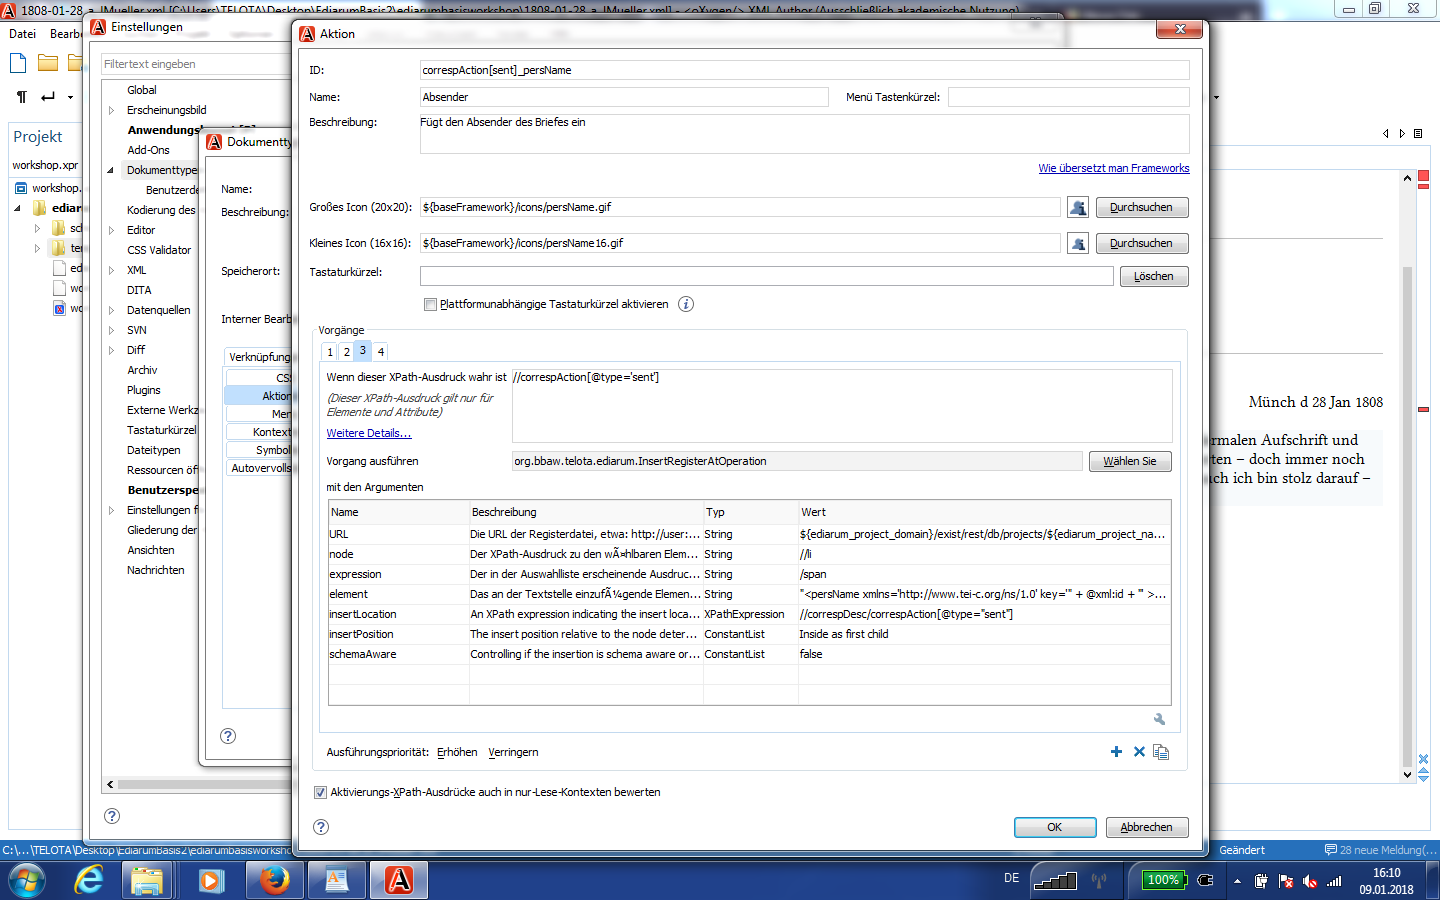 1808-01-28_a_JMueller.xml [C:\Users\TELOTA\Desktop\EdiarumBasis2\ediarumbasisworkshop\1808-01-28_a_JMueller.xml] - <oXygen/> XML Author (Ausschließlich akademische Nutzung)
Datei Bearbe
Projekt
workshop.xpr
workshop.
ediaru
sch
ter
edi
wo
wo
Einstellungen
Filtertext eingeben
Global
Erscheinungsbild
Anwendungs
Add-Ons
Dokumenttype
Benutzerde
Kodierung des
Editor
CSS Validator
XML
DITA
Datenquellen
SVN
Diff
Archiv
Plugins
Externe Werkz
Tastaturkürzel
Dateitypen
Ressourcen öf
Benutzerspe
Einstellungen f
Gliederung der
Ansichten
Nachrichten
Dokumentty
Name:
Beschreibung:
Speicherort:
Interner Bearb
Verknüpfung
CSS
Aktion
Men
Kontext
Symbol
Autovervolls
Aktion
ID: correspAction[sent]_persName
Name: Absender Menü Tastenkürzel:
Beschreibung: Fügt den Absender des Briefes ein
Wie übersetzt man Frameworks
Großes Icon (20x20): ${baseFramework}/icons/persName.gif Durchsuchen
Kleines Icon (16x16): ${baseFramework}/icons/persName16.gif Durchsuchen
Tastaturkürzel: Löschen
Plattformunabhängige Tastaturkürzel aktivieren
Vorgänge
1 2 3 4
Wenn dieser XPath-Ausdruck wahr ist //correspAction[@type='sent']
(Dieser XPath-Ausdruck gilt nur für
Elemente und Attribute)
Weitere Details...
Vorgang ausführen org.bbaw.telota.ediarum.InsertRegisterAtOperation Wählen Sie
mit den Argumenten
Name Beschreibung Typ Wert
URL Die URL der Registerdatei, etwa: http://user:... String ${ediarum_project_domain}/exist/rest/db/projects/${ediarum_project_na...
node Der XPath-Ausdruck zu den wÃ¤hlbaren Elem... String //li
expression Der in der Auswahlliste erscheinende Ausdruc... String /span
element Das an der Textstelle einzufÃ¼gende Elemen... String "<persName xmlns='http://www.tei-c.org/ns/1.0' key='" + @xml:id + "' >...
insertLocation An XPath expression indicating the insert loca... XPathExpression //correspDesc/correspAction[@type="sent"]
insertPosition The insert position relative to the node deter... ConstantList Inside as first child
schemaAware Controlling if the insertion is schema aware or... ConstantList false
Ausführungspriorität: Erhöhen Verringern
Aktivierungs-XPath-Ausdrücke auch in nur-Lese-Kontexten bewerten
OK Abbrechen
Münch d 28 Jan 1808
rmalen Aufschrift und
ten – doch immer noch
ich ich bin stolz darauf –
C:\...\TELOTA\Desktop\EdiarumBasis2\ediarumbasisworksho
Geändert
28 neue Meldung(...
DE
100%
16:10
09.01.2018